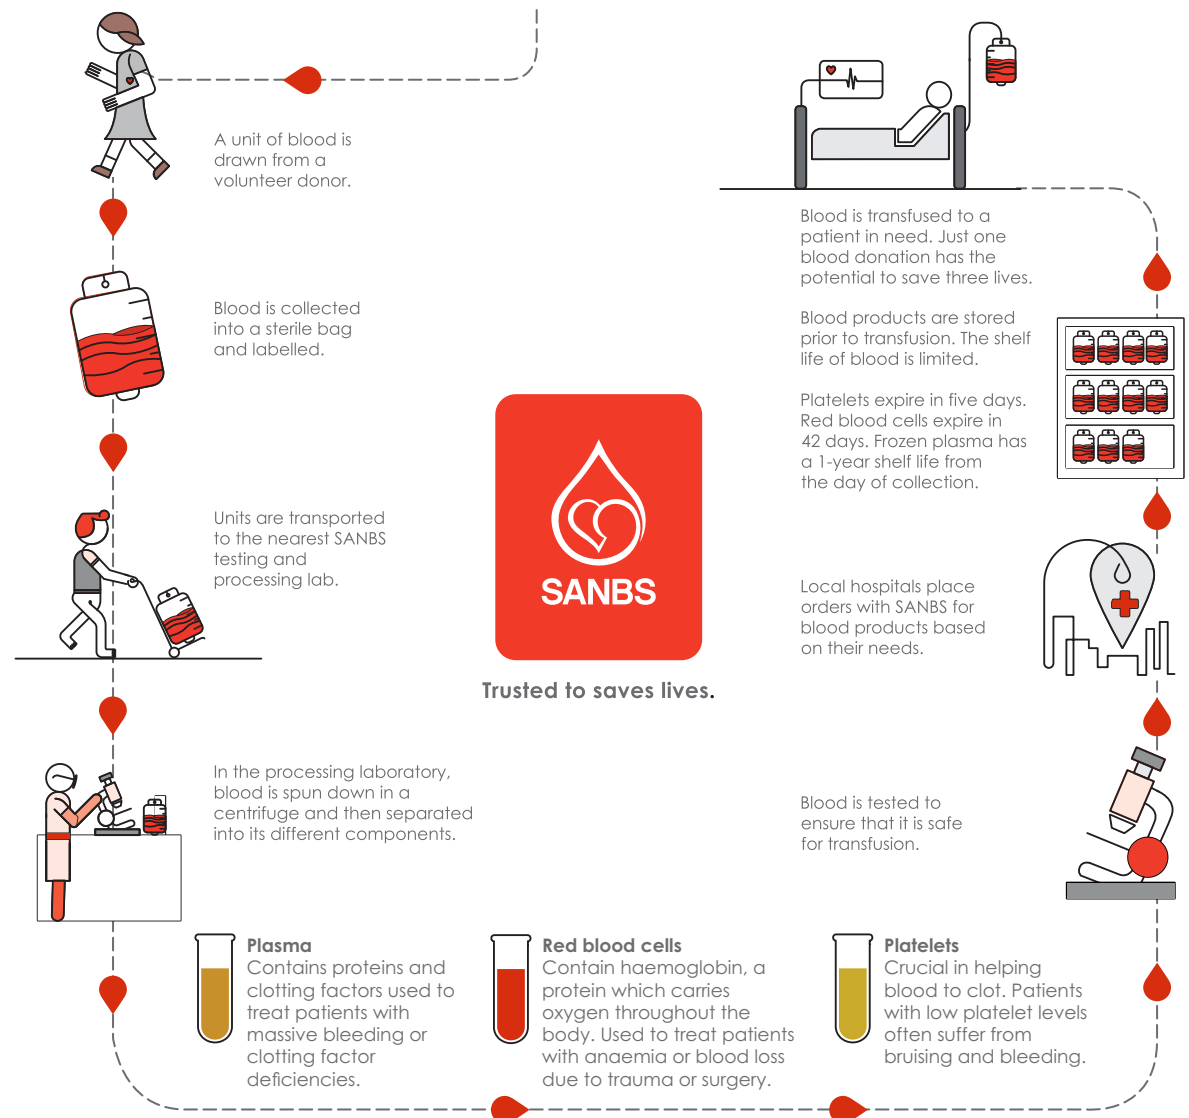 A unit of blood is
drawn from a
volunteer donor.
Blood is collected
into a sterile bag
and labelled.
Units are transported
to the nearest SANBS
testing and
processing lab.
In the processing laboratory,
blood is spun down in a
centrifuge and then separated
into its different components.
Plasma
Contains proteins and
clotting factors used to
treat patients with
massive bleeding or
clotting factor
deficiencies.
Red blood cells
Contain haemoglobin, a
protein which carries
oxygen throughout the
body. Used to treat patients
with anaemia or blood loss
due to trauma or surgery.
Platelets
Crucial in helping
blood to clot. Patients
with low platelet levels
often suffer from
bruising and bleeding.
Blood is tested to
ensure that it is safe
for transfusion.
Local hospitals place
orders with SANBS for
blood products based
on their needs.
Blood is transfused to a
patient in need. Just one
blood donation has the
potential to save three lives.
Blood products are stored
prior to transfusion. The shelf
life of blood is limited.
Platelets expire in five days.
Red blood cells expire in
42 days. Frozen plasma has
a 1-year shelf life from
the day of collection.
SANBS
Trusted to saves lives.